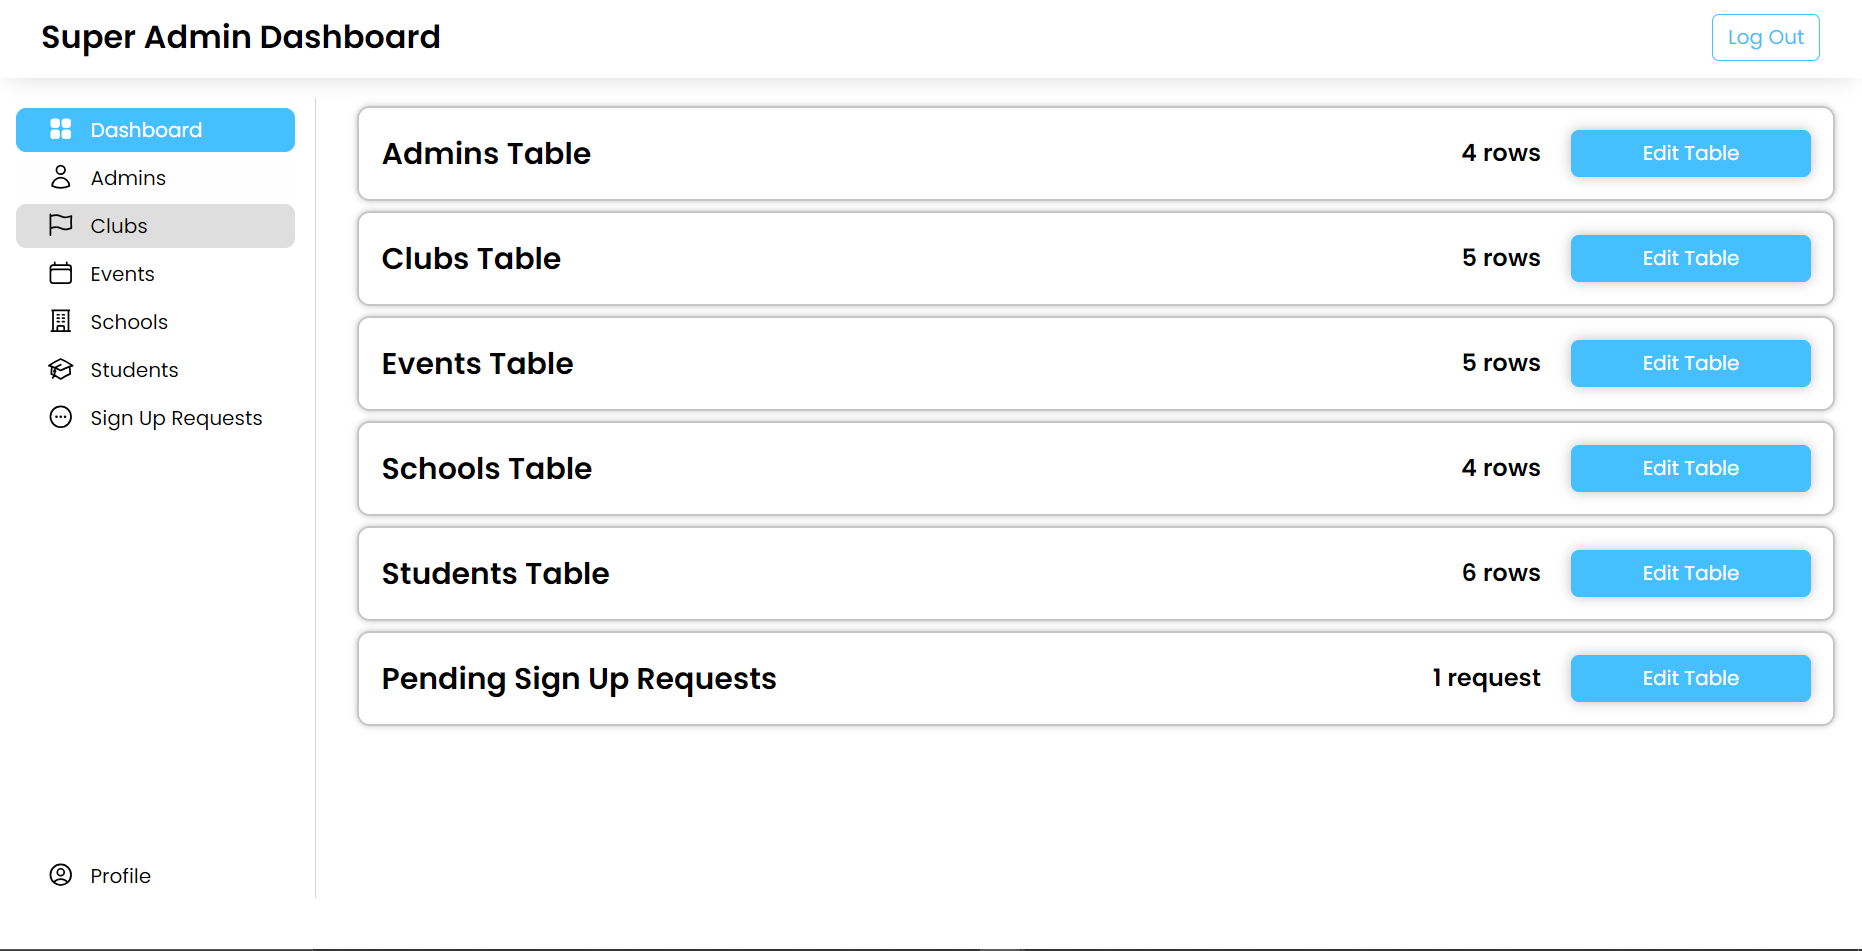 Super Admin Dashboard
Log Out
Dashboard
Admins
Clubs
Events
Schools
Students
Sign Up Requests
Profile
Admins Table 4 rows Edit Table
Clubs Table 5 rows Edit Table
Events Table 5 rows Edit Table
Schools Table 4 rows Edit Table
Students Table 6 rows Edit Table
Pending Sign Up Requests 1 request Edit Table